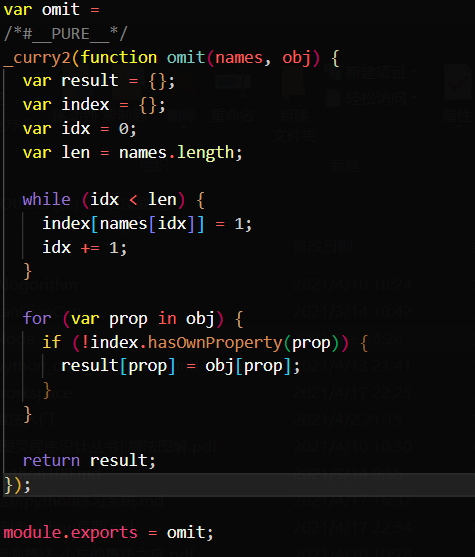 var omit =
/*#__PURE__*/
_curry2(function omit(names, obj) {
  var result = {};
  var index = {};
  var idx = 0;
  var len = names.length;

  while (idx < len) {
    index[names[idx]] = 1;
    idx += 1;
  }

  for (var prop in obj) {
    if (!index.hasOwnProperty(prop)) {
      result[prop] = obj[prop];
    }
  }

  return result;
});

module.exports = omit;